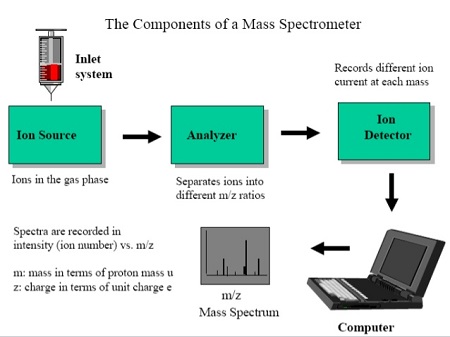 The Components of a Mass Spectrometer
Inlet
system
Records different ion
current at each mass
Ion Source
Analyzer
Ion
Detector
Ions in the gas phase
Separates ions into
different m/z ratios
Spectra are recorded in
intensity (ion number) vs. m/z
m: mass in terms of proton mass u
z: charge in terms of unit charge e
m/z
Mass Spectrum
Computer